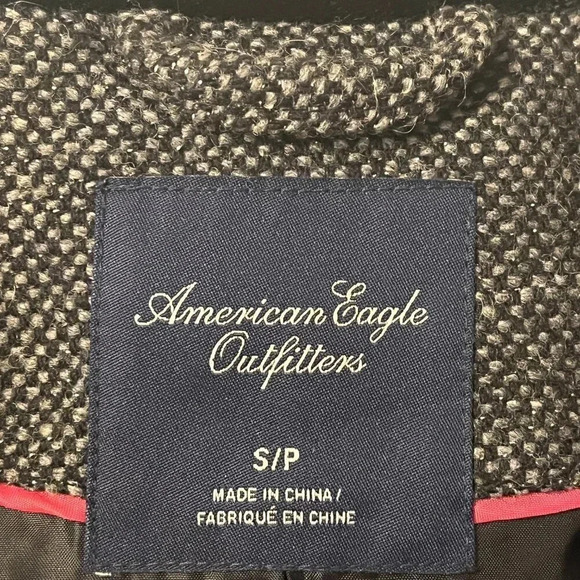 American Eagle
Outfitters
S/P
MADE IN CHINA/
FABRIQUÉ EN CHINE